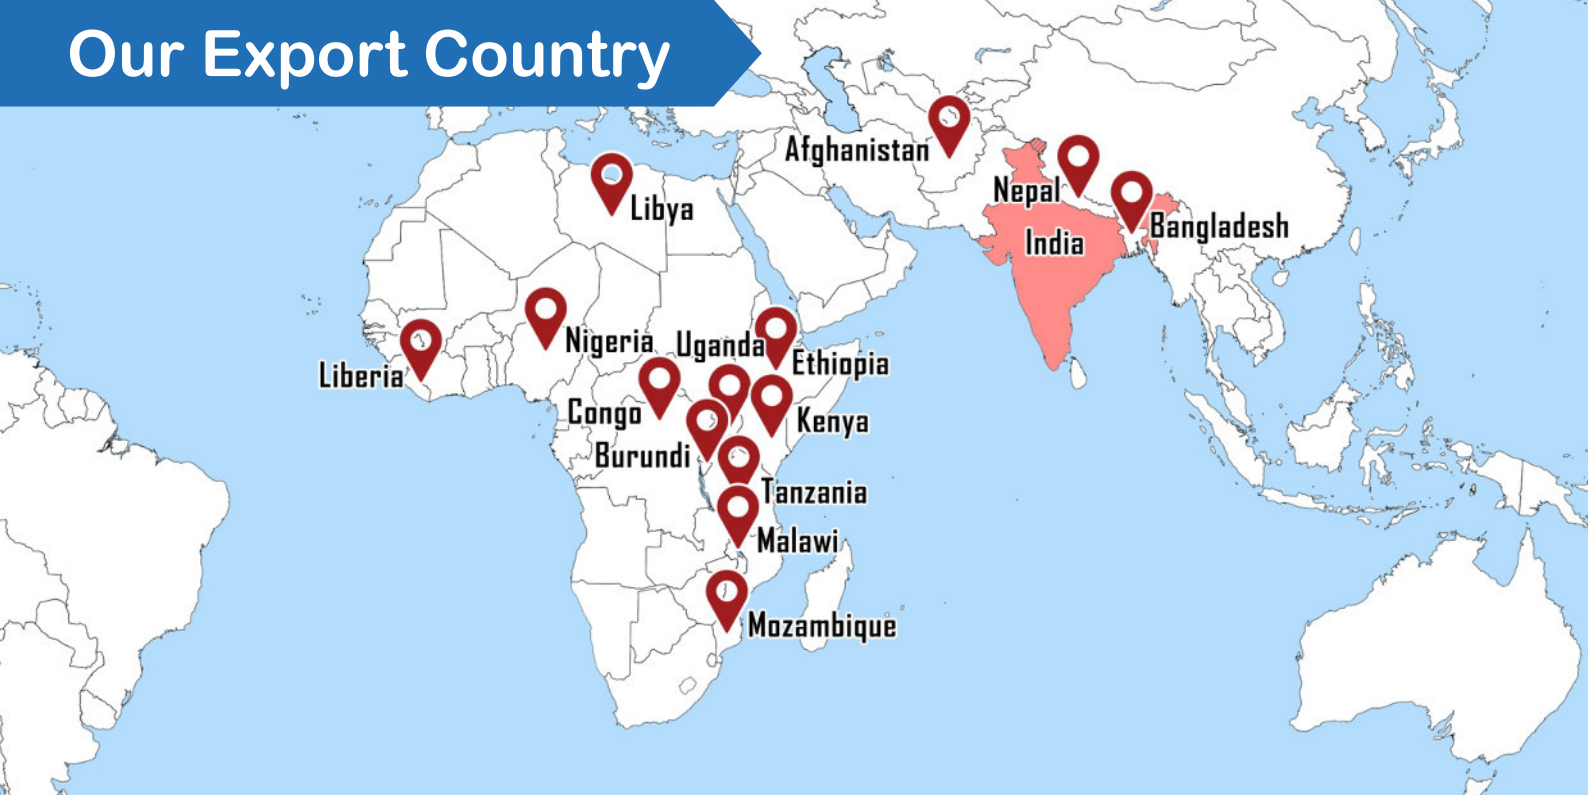 Our Export Country
Afghanistan
Nepal
Libya
Bangladesh
India
Nigeria
Uganda
Ethiopia
Liberia
Congo
Kenya
Burundi
Tanzania
Malawi
Mozambique